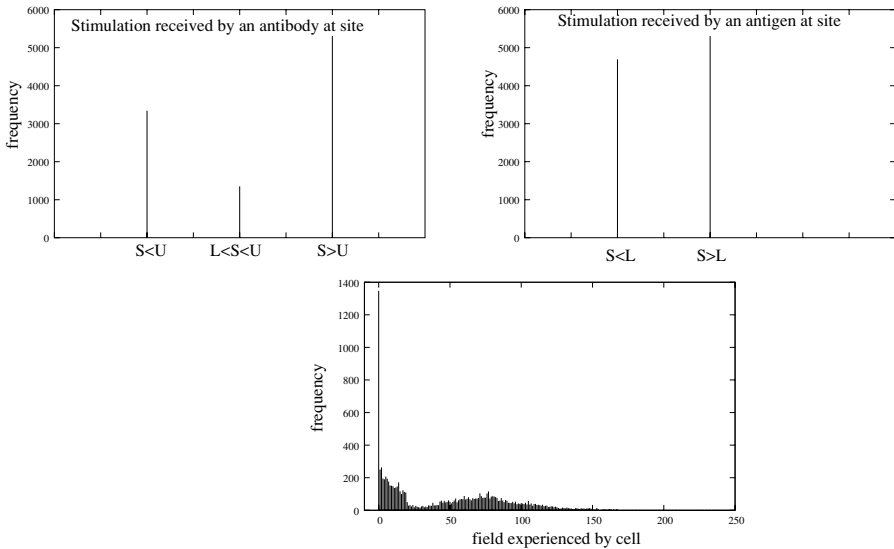 Stimulation received by an antibody at site
6000
5000
4000
3000
2000
1000
0
frequency
S<U
L<S<U
S>U
Stimulation received by an antigen at site
6000
5000
4000
3000
2000
1000
0
frequency
S<L
S>L
1400
1200
1000
800
600
400
200
0
frequency
0 50 100 150 200 250
field experienced by cell